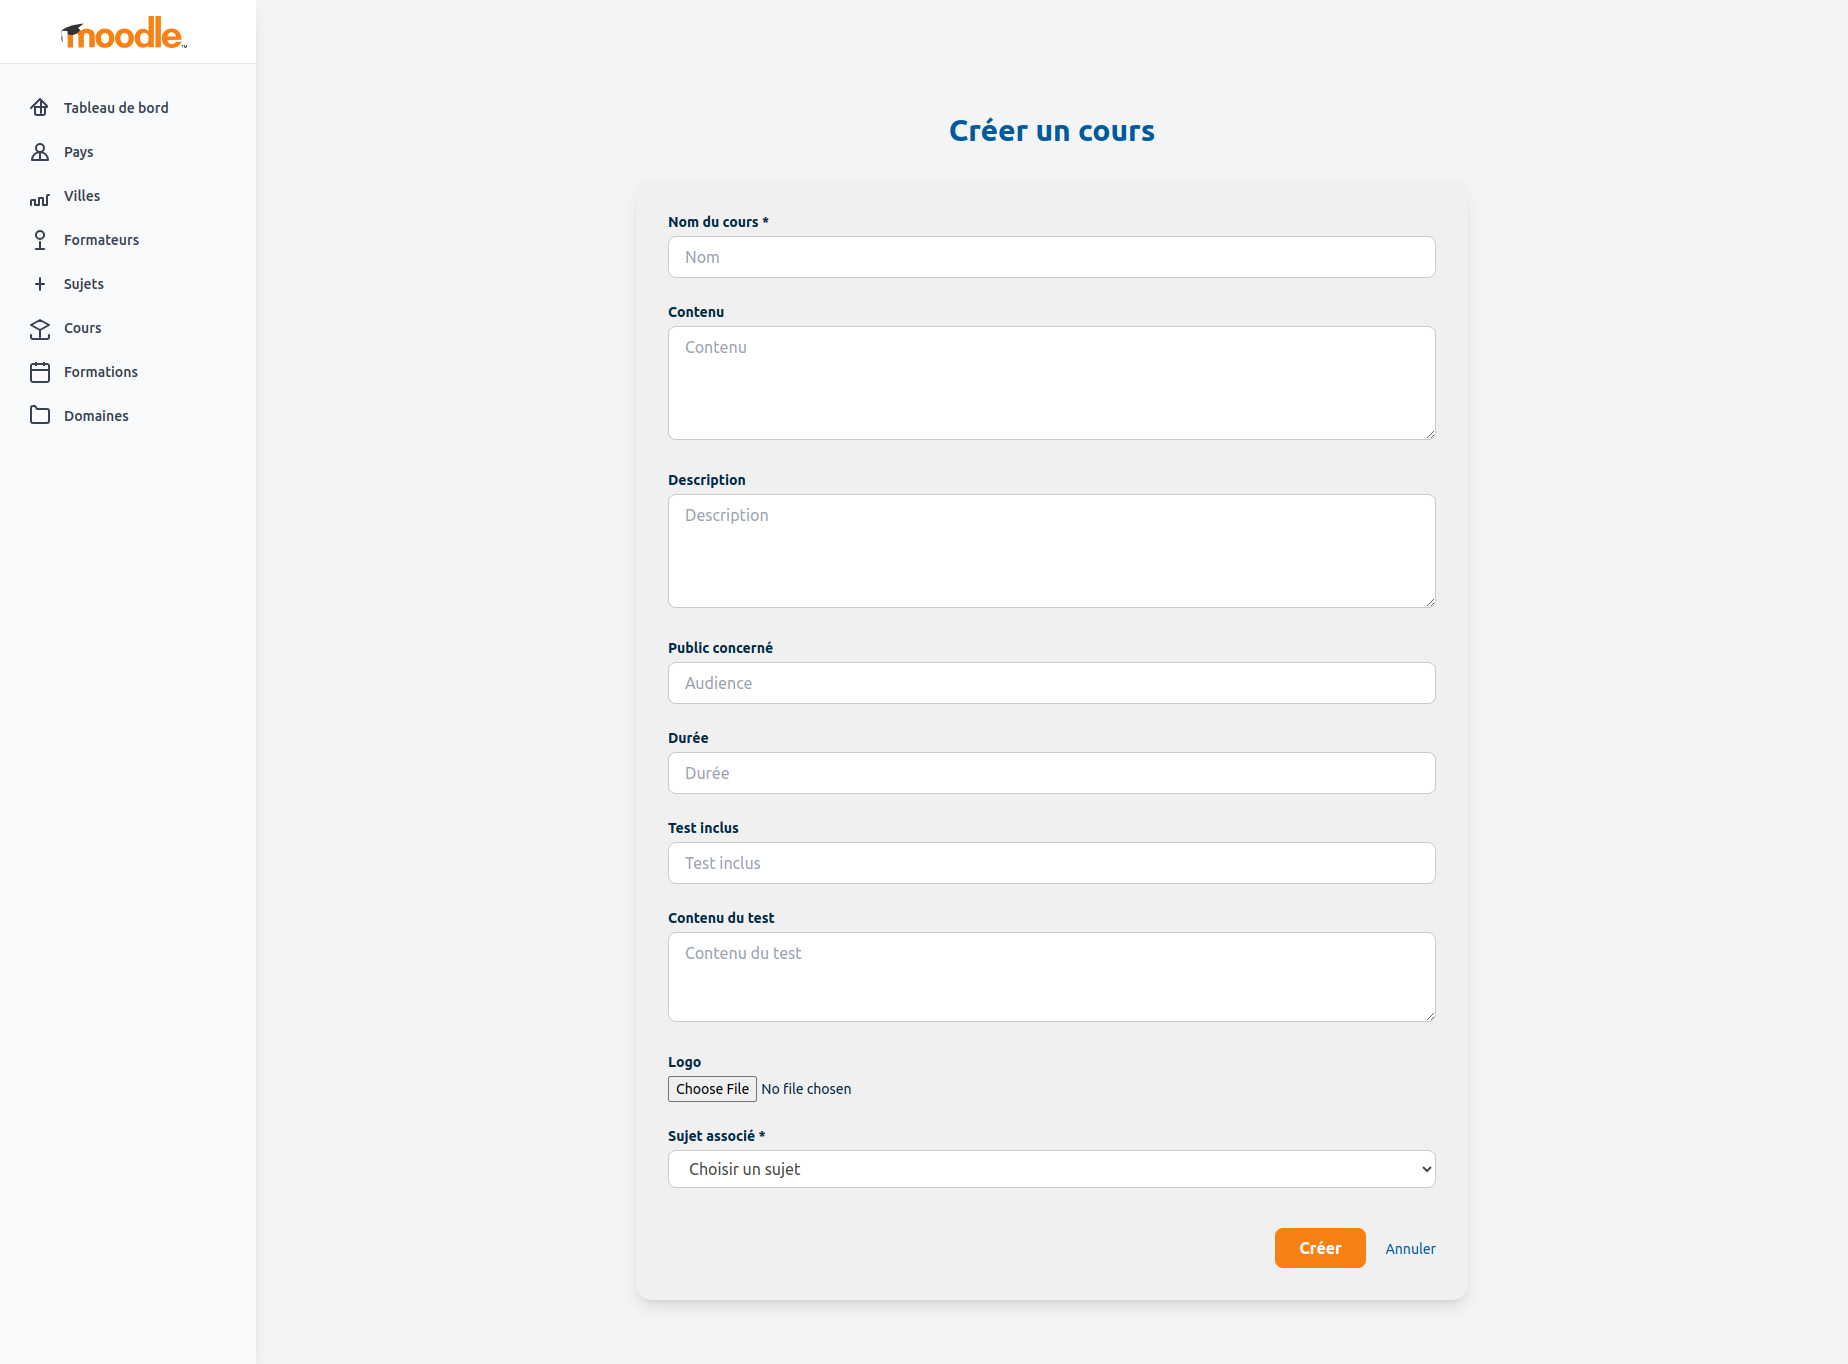 moodle™
Tableau de bord
Pays
Villes
Formateurs
Sujets
Cours
Formations
Domaines
Créer un cours
Nom du cours *
Nom
Contenu
Contenu
Description
Description
Public concerné
Audience
Durée
Durée
Test inclus
Test inclus
Contenu du test
Contenu du test
Logo
Choose File No file chosen
Sujet associé *
Choisir un sujet
Créer Annuler